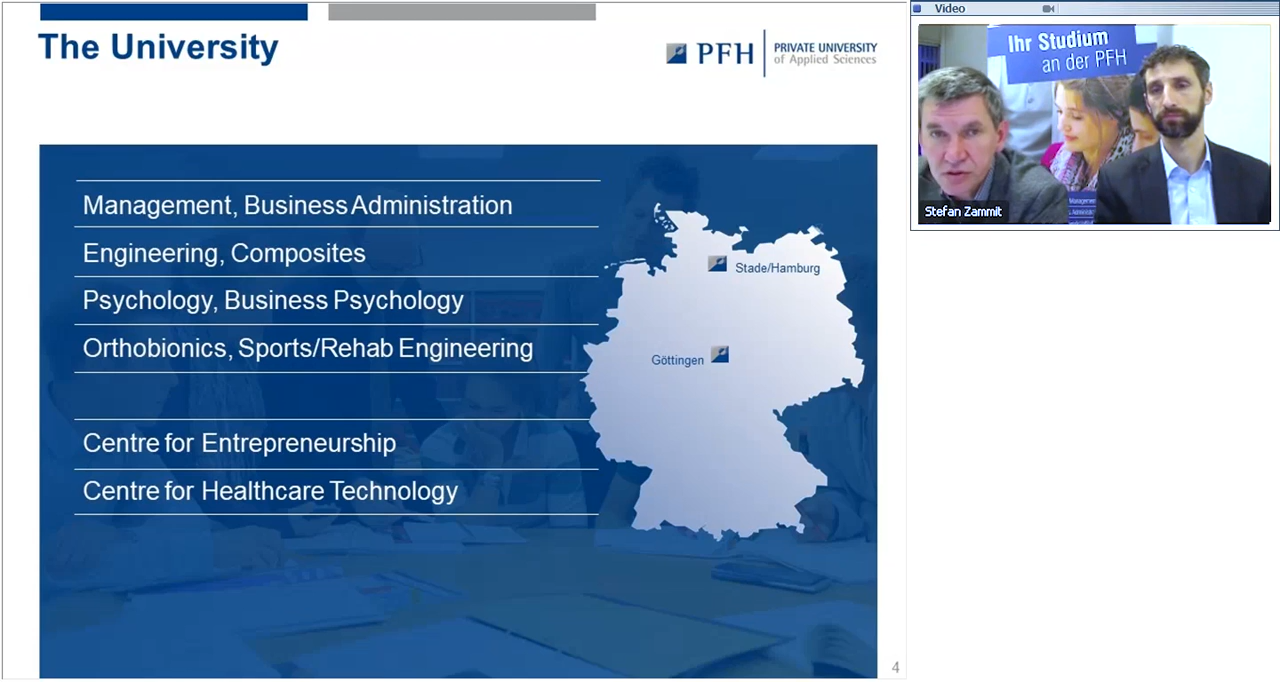 The University
PFH
PRIVATE UNIVERSITY
of Applied Sciences
Management, Business Administration
Engineering, Composites
Psychology, Business Psychology
Orthobionics, Sports/Rehab Engineering
Centre for Entrepreneurship
Centre for Healthcare Technology
Stade/Hamburg
Göttingen
4
Video
Ihr Studium
an der PFH
Stefan Zammit